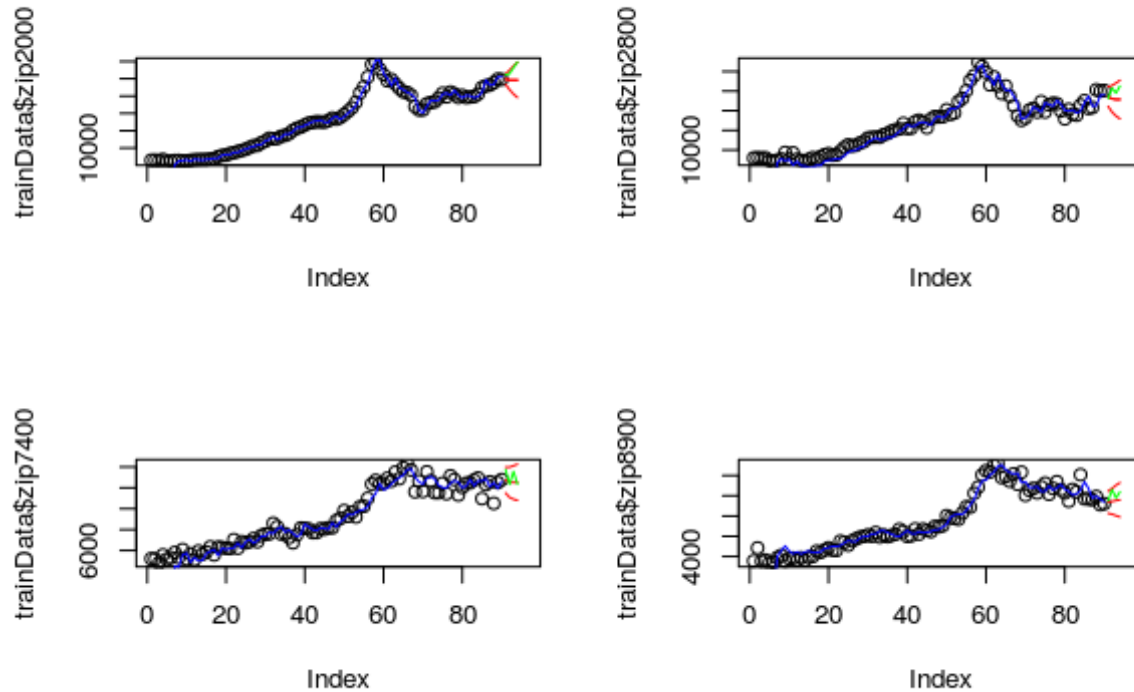 trainData$zip2000
10000
0 20 40 60 80
Index
trainData$zip2800
10000
0 20 40 60 80
Index
trainData$zip7400
6000
0 20 40 60 80
Index
trainData$zip8900
4000
0 20 40 60 80
Index